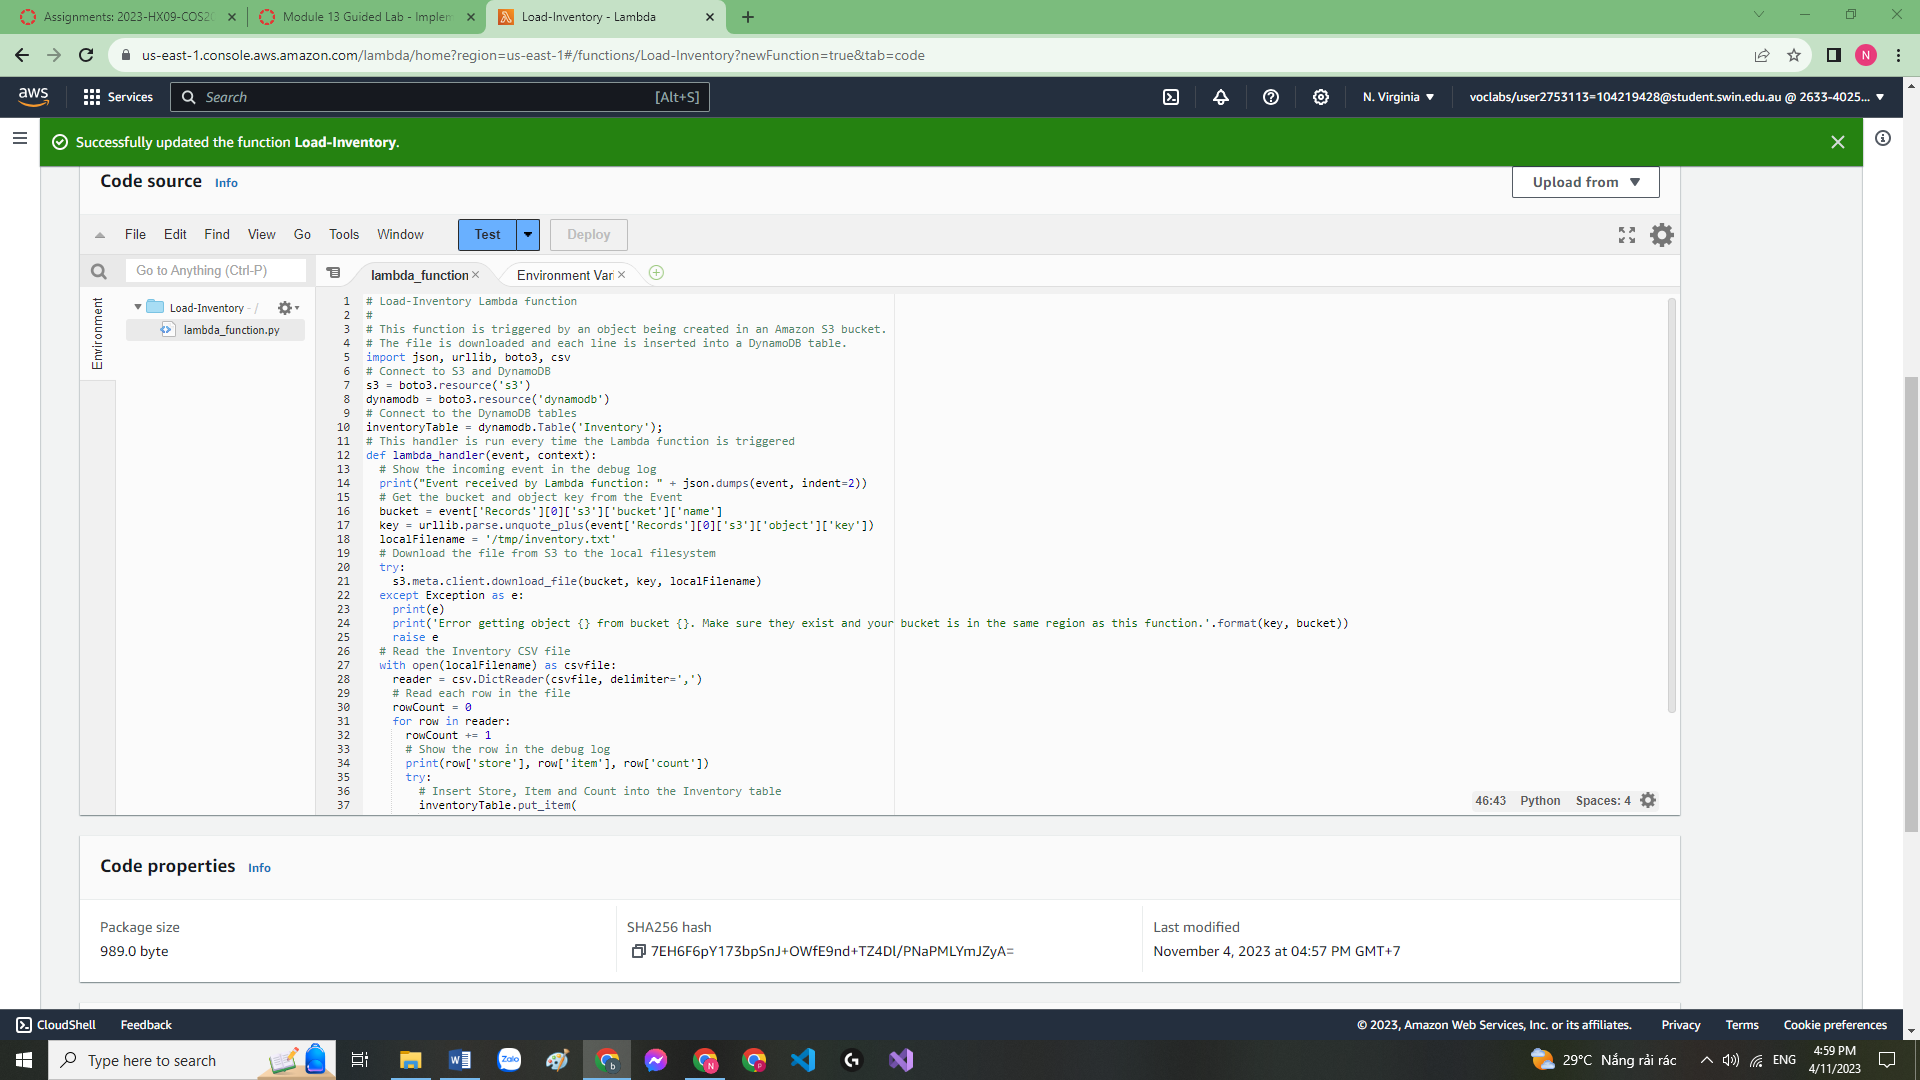 Assignments: 2023-HX09-COS20
Module 13 Guided Lab - Implem
Load-Inventory - Lambda
us-east-1.console.aws.amazon.com/lambda/home?region=us-east-1#/functions/Load-Inventory?newFunction=true&tab=code
N
aws
Services
Search
[Alt+S]
N. Virginia
voclabs/user2753113=104219428@student.swin.edu.au @ 2633-4025...
Successfully updated the function Load-Inventory.
Code source
Info
Upload from
File
Edit
Find
View
Go
Tools
Window
Test
Deploy
Go to Anything (Ctrl-P)
lambda_function
Environment Var
Environment
Load-Inventory - /
lambda_function.py
1 # Load-Inventory Lambda function
2 #
3 # This function is triggered by an object being created in an Amazon S3 bucket.
4 # The file is downloaded and each line is inserted into a DynamoDB table.
5 import json, urllib, boto3, csv
6 # Connect to S3 and DynamoDB
7 s3 = boto3.resource('s3')
8 dynamodb = boto3.resource('dynamodb')
9 # Connect to the DynamoDB tables
10 inventoryTable = dynamodb.Table('Inventory');
11 # This handler is run every time the Lambda function is triggered
12 def lambda_handler(event, context):
13 # Show the incoming event in the debug log
14 print("Event received by Lambda function: " + json.dumps(event, indent=2))
15 # Get the bucket and object key from the Event
16 bucket = event['Records'][0]['s3']['bucket']['name']
17 key = urllib.parse.unquote_plus(event['Records'][0]['s3']['object']['key'])
18 localFilename = '/tmp/inventory.txt'
19 # Download the file from S3 to the local filesystem
20 try:
21 s3.meta.client.download_file(bucket, key, localFilename)
22 except Exception as e:
23 print(e)
24 print('Error getting object {} from bucket {}. Make sure they exist and your bucket is in the same region as this function.'.format(key, bucket))
25 raise e
26 # Read the Inventory CSV file
27 with open(localFilename) as csvfile:
28 reader = csv.DictReader(csvfile, delimiter=',')
29 # Read each row in the file
30 rowCount = 0
31 for row in reader:
32 rowCount += 1
33 # Show the row in the debug log
34 print(row['store'], row['item'], row['count'])
35 try:
36 # Insert Store, Item and Count into the Inventory table
37 inventoryTable.put_item(
46:43
Python
Spaces: 4
Code properties
Info
Package size
989.0 byte
SHA256 hash
7EH6F6pY173bpSnJ+OWfE9nd+TZ4Dl/PNaPMLYmJZyA=
Last modified
November 4, 2023 at 04:57 PM GMT+7
CloudShell
Feedback
© 2023, Amazon Web Services, Inc. or its affiliates.
Privacy
Terms
Cookie preferences
Type here to search
Zalo
29°C Nắng rải rác
ENG
4:59 PM
4/11/2023